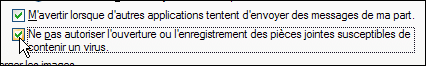 M'avertir lorsque d'autres applications tentent d'envoyer des messages de ma part.
Ne pas autoriser l'ouverture ou l'enregistrement des pièces jointes susceptibles de
contenir un virus.